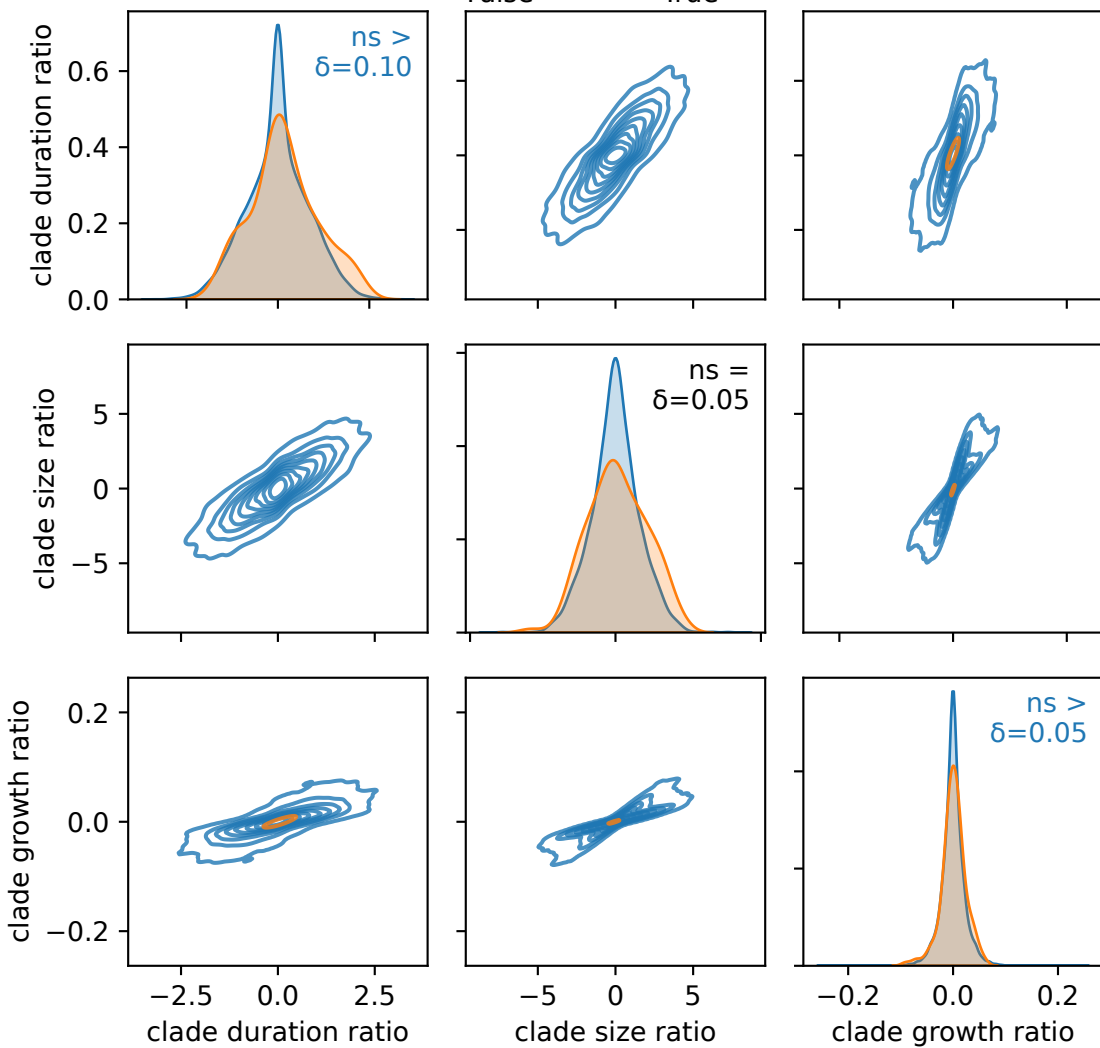 clade duration ratio
0.6
0.4
0.2
0.0
ns >
δ=0.10
clade size ratio
5
0
−5
ns =
δ=0.05
clade growth ratio
0.2
0.0
−0.2
ns >
δ=0.05
−2.5
0.0
2.5
clade duration ratio
−5
0
5
clade size ratio
−0.2
0.0
0.2
clade growth ratio